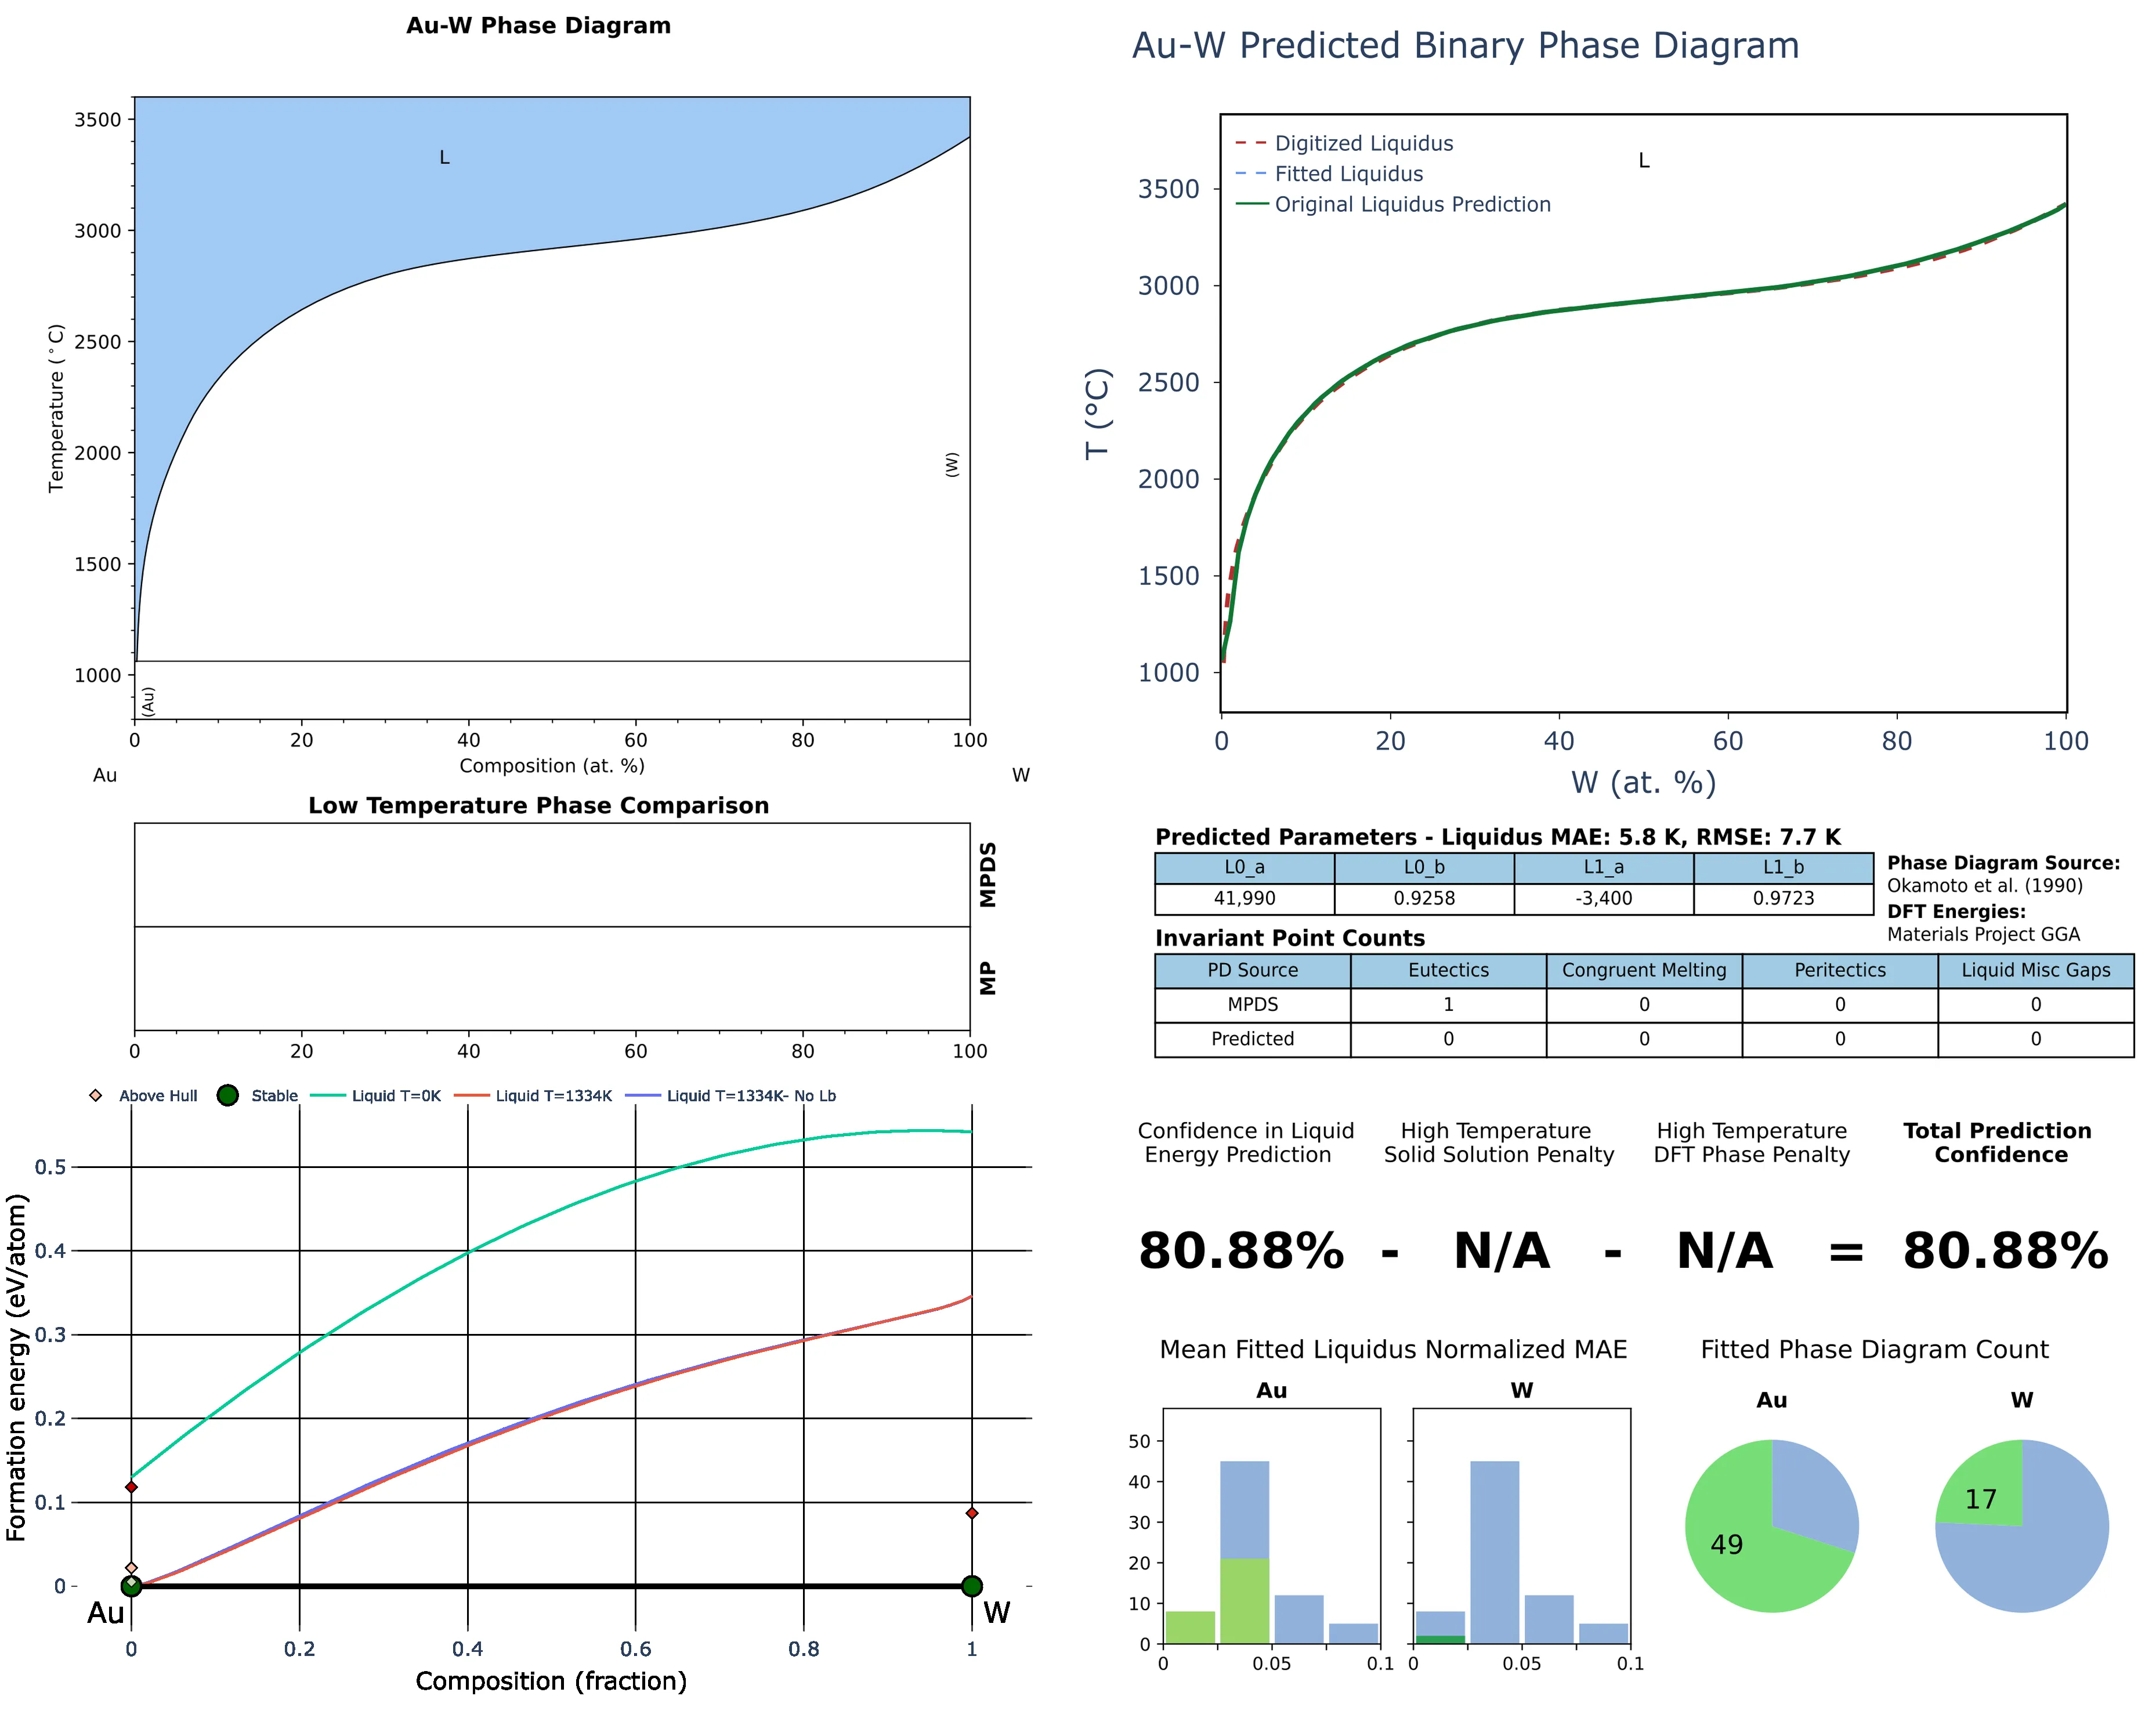 Au-W Phase Diagram
3500
3000
2500
2000
1500
1000
Temperature (°C)
L
(W)
(Au)
0 20 40 60 80 100
Composition (at. %)
Au W
Low Temperature Phase Comparison
MPDS
MP
0 20 40 60 80 100
Above Hull Stable Liquid T=0K Liquid T=1334K Liquid T=1334K- No Lb
0.5
0.4
0.3
0.2
0.1
0
Formation energy (eV/atom)
Au W
0 0.2 0.4 0.6 0.8 1
Composition (fraction)
Au-W Predicted Binary Phase Diagram
Digitized Liquidus
Fitted Liquidus
Original Liquidus Prediction
L
3500
3000
2500
2000
1500
1000
T (°C)
0 20 40 60 80 100
W (at. %)
Predicted Parameters - Liquidus MAE: 5.8 K, RMSE: 7.7 K
L0_a L0_b L1_a L1_b
41,990 0.9258 -3,400 0.9723
Phase Diagram Source:
Okamoto et al. (1990)
DFT Energies:
Materials Project GGA
Invariant Point Counts
PD Source Eutectics Congruent Melting Peritectics Liquid Misc Gaps
MPDS 1 0 0 0
Predicted 0 0 0 0
Confidence in Liquid
Energy Prediction
High Temperature
Solid Solution Penalty
High Temperature
DFT Phase Penalty
Total Prediction
Confidence
80.88% - N/A - N/A = 80.88%
Mean Fitted Liquidus Normalized MAE
Au W
50
40
30
20
10
0
0 0.05 0.1 0 0.05 0.1
Fitted Phase Diagram Count
Au W
49
17